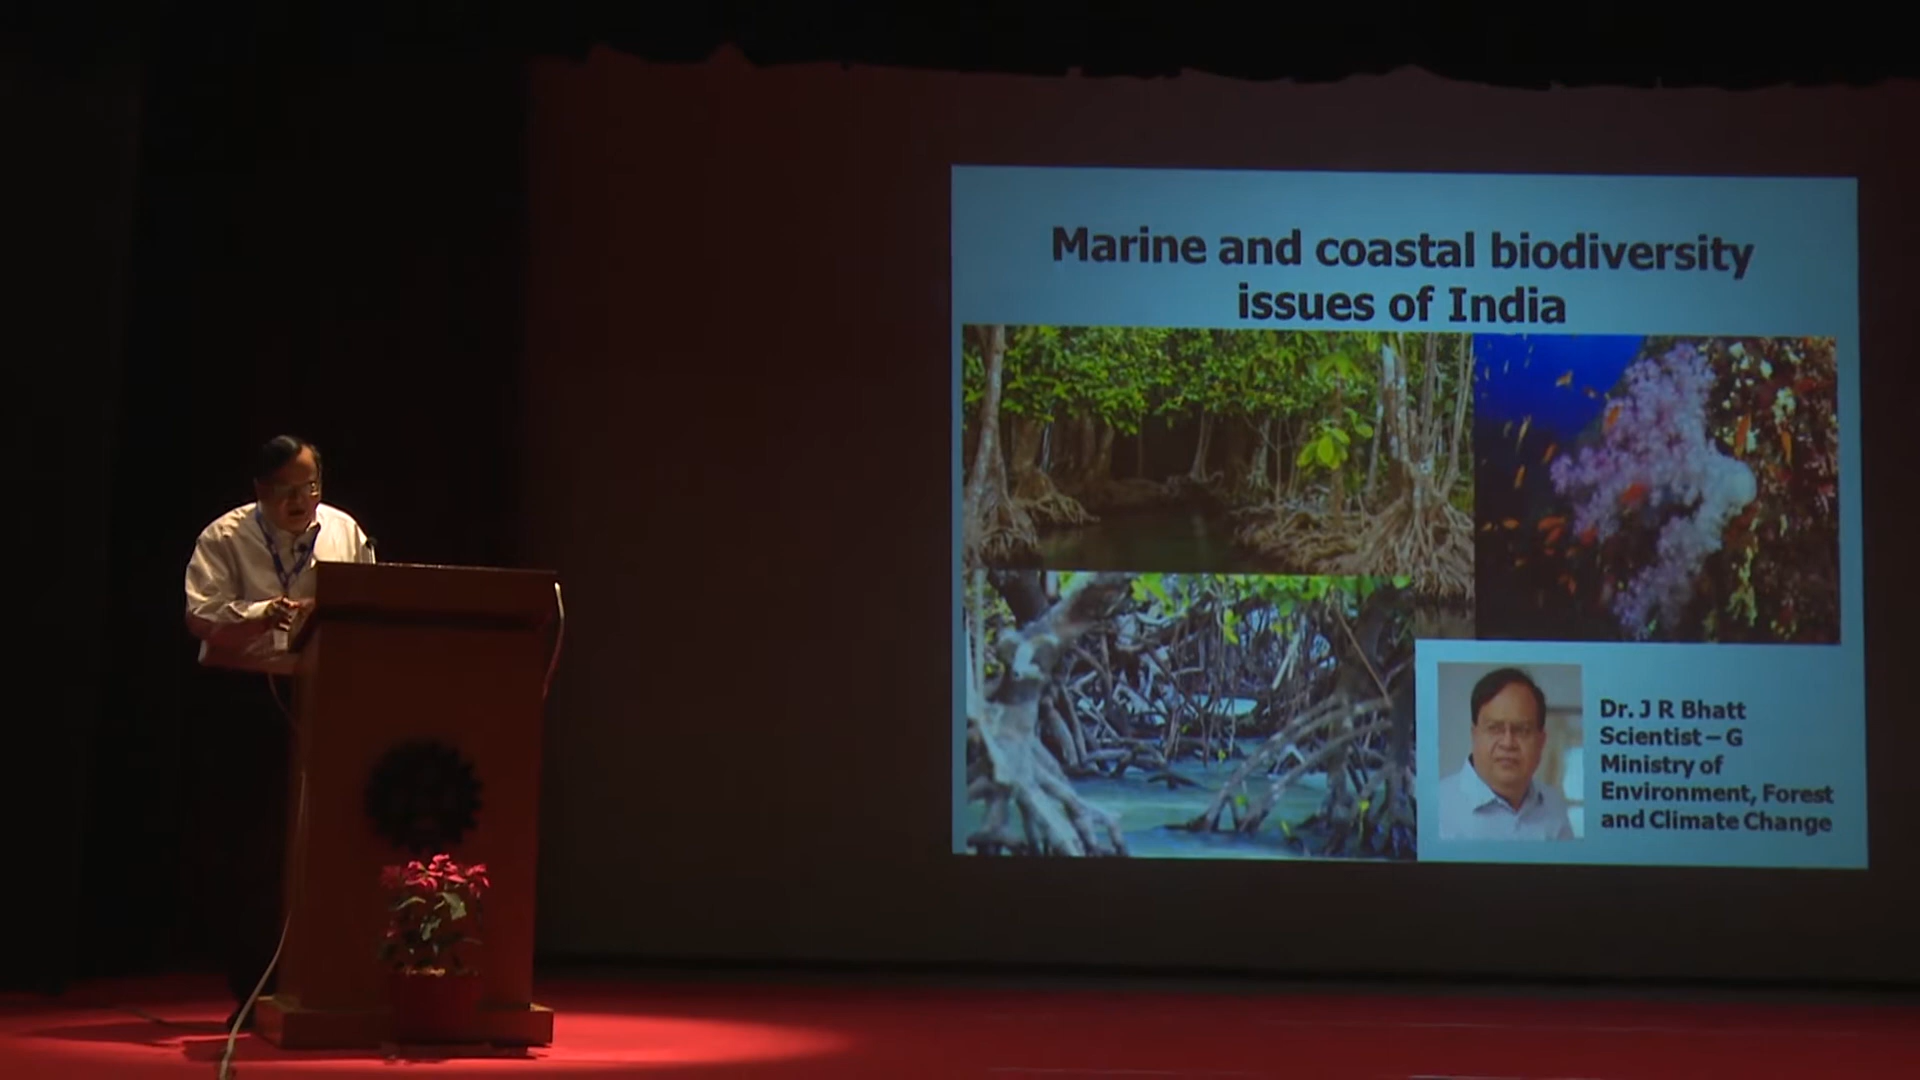 Marine and coastal biodiversity
issues of India
Dr. J R Bhatt
Scientist – G
Ministry of
Environment, Forest
and Climate Change